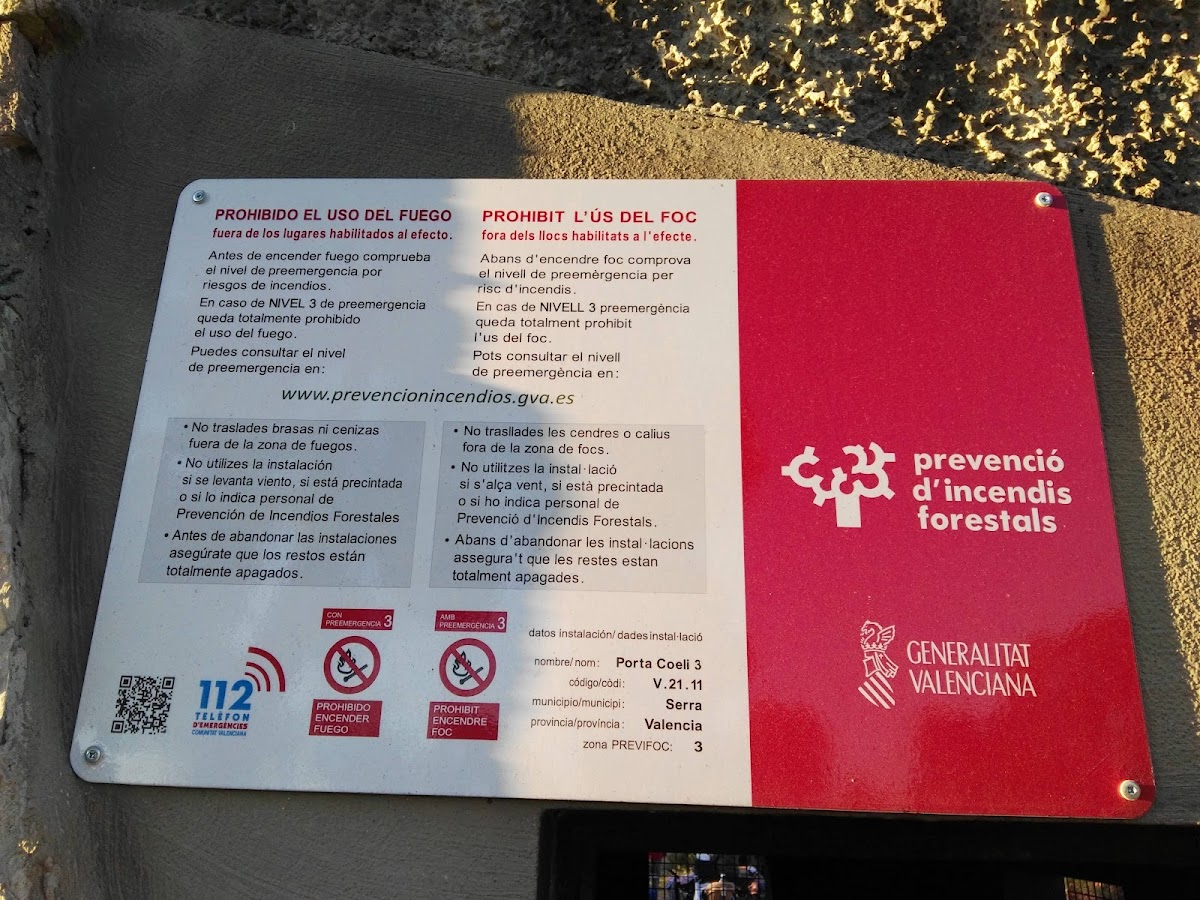 PROHIBIDO EL USO DEL FUEGO
fuera de los lugares habilitados al efecto.
Antes de encender fuego comprueba
el nivel de preemergencia por
riesgos de incendios.
En caso de NIVEL 3 de preemergencia
queda totalmente prohibido
el uso del fuego.
Puedes consultar el nivel
de preemergencia en:
PROHIBIT L'ÚS DEL FOC
fora dels llocs habilitats a l'efecte.
Abans d'encendre foc comprova
el nivell de preemèrgencia per
risc d'incendis.
En cas de NIVELL 3 preemergència
queda totalment prohibit
l'us del foc.
Pots consultar el nivell
de preemergència en:
www.prevencionincendios.gva.es
• No traslades brasas ni cenizas
fuera de la zona de fuegos.
• No utilizes la instalación
si se levanta viento, si está precintada
o si lo indica personal de
Prevención de Incendios Forestales
• Antes de abandonar las instalaciones
asegúrate que los restos están
totalmente apagados.
• No trasllades les cendres o calius
fora de la zona de focs.
• No utilitzes la instal·lació
si s'alça vent, si està precintada
o si ho indica personal de
Prevenció d'Incendis Forestals.
• Abans d'abandonar les instal·lacions
assegura't que les restes estan
totalment apagades.
112
TELÈFON
D'EMERGÈNCIES
COMUNITAT VALENCIANA
CON
PREEMERGENCIA 3
PROHIBIDO
ENCENDER
FUEGO
AMB
PREEMERGÈNCIA 3
PROHIBIT
ENCENDRE
FOC
datos instalación/ dades instal·lació
nombre/ nom: Porta Coeli 3
código/còdi: V.21.11
municipio/municipi: Serra
provincia/província: Valencia
zona PREVIFOC: 3
prevenció
d'incendis
forestals
GENERALITAT
VALENCIANA